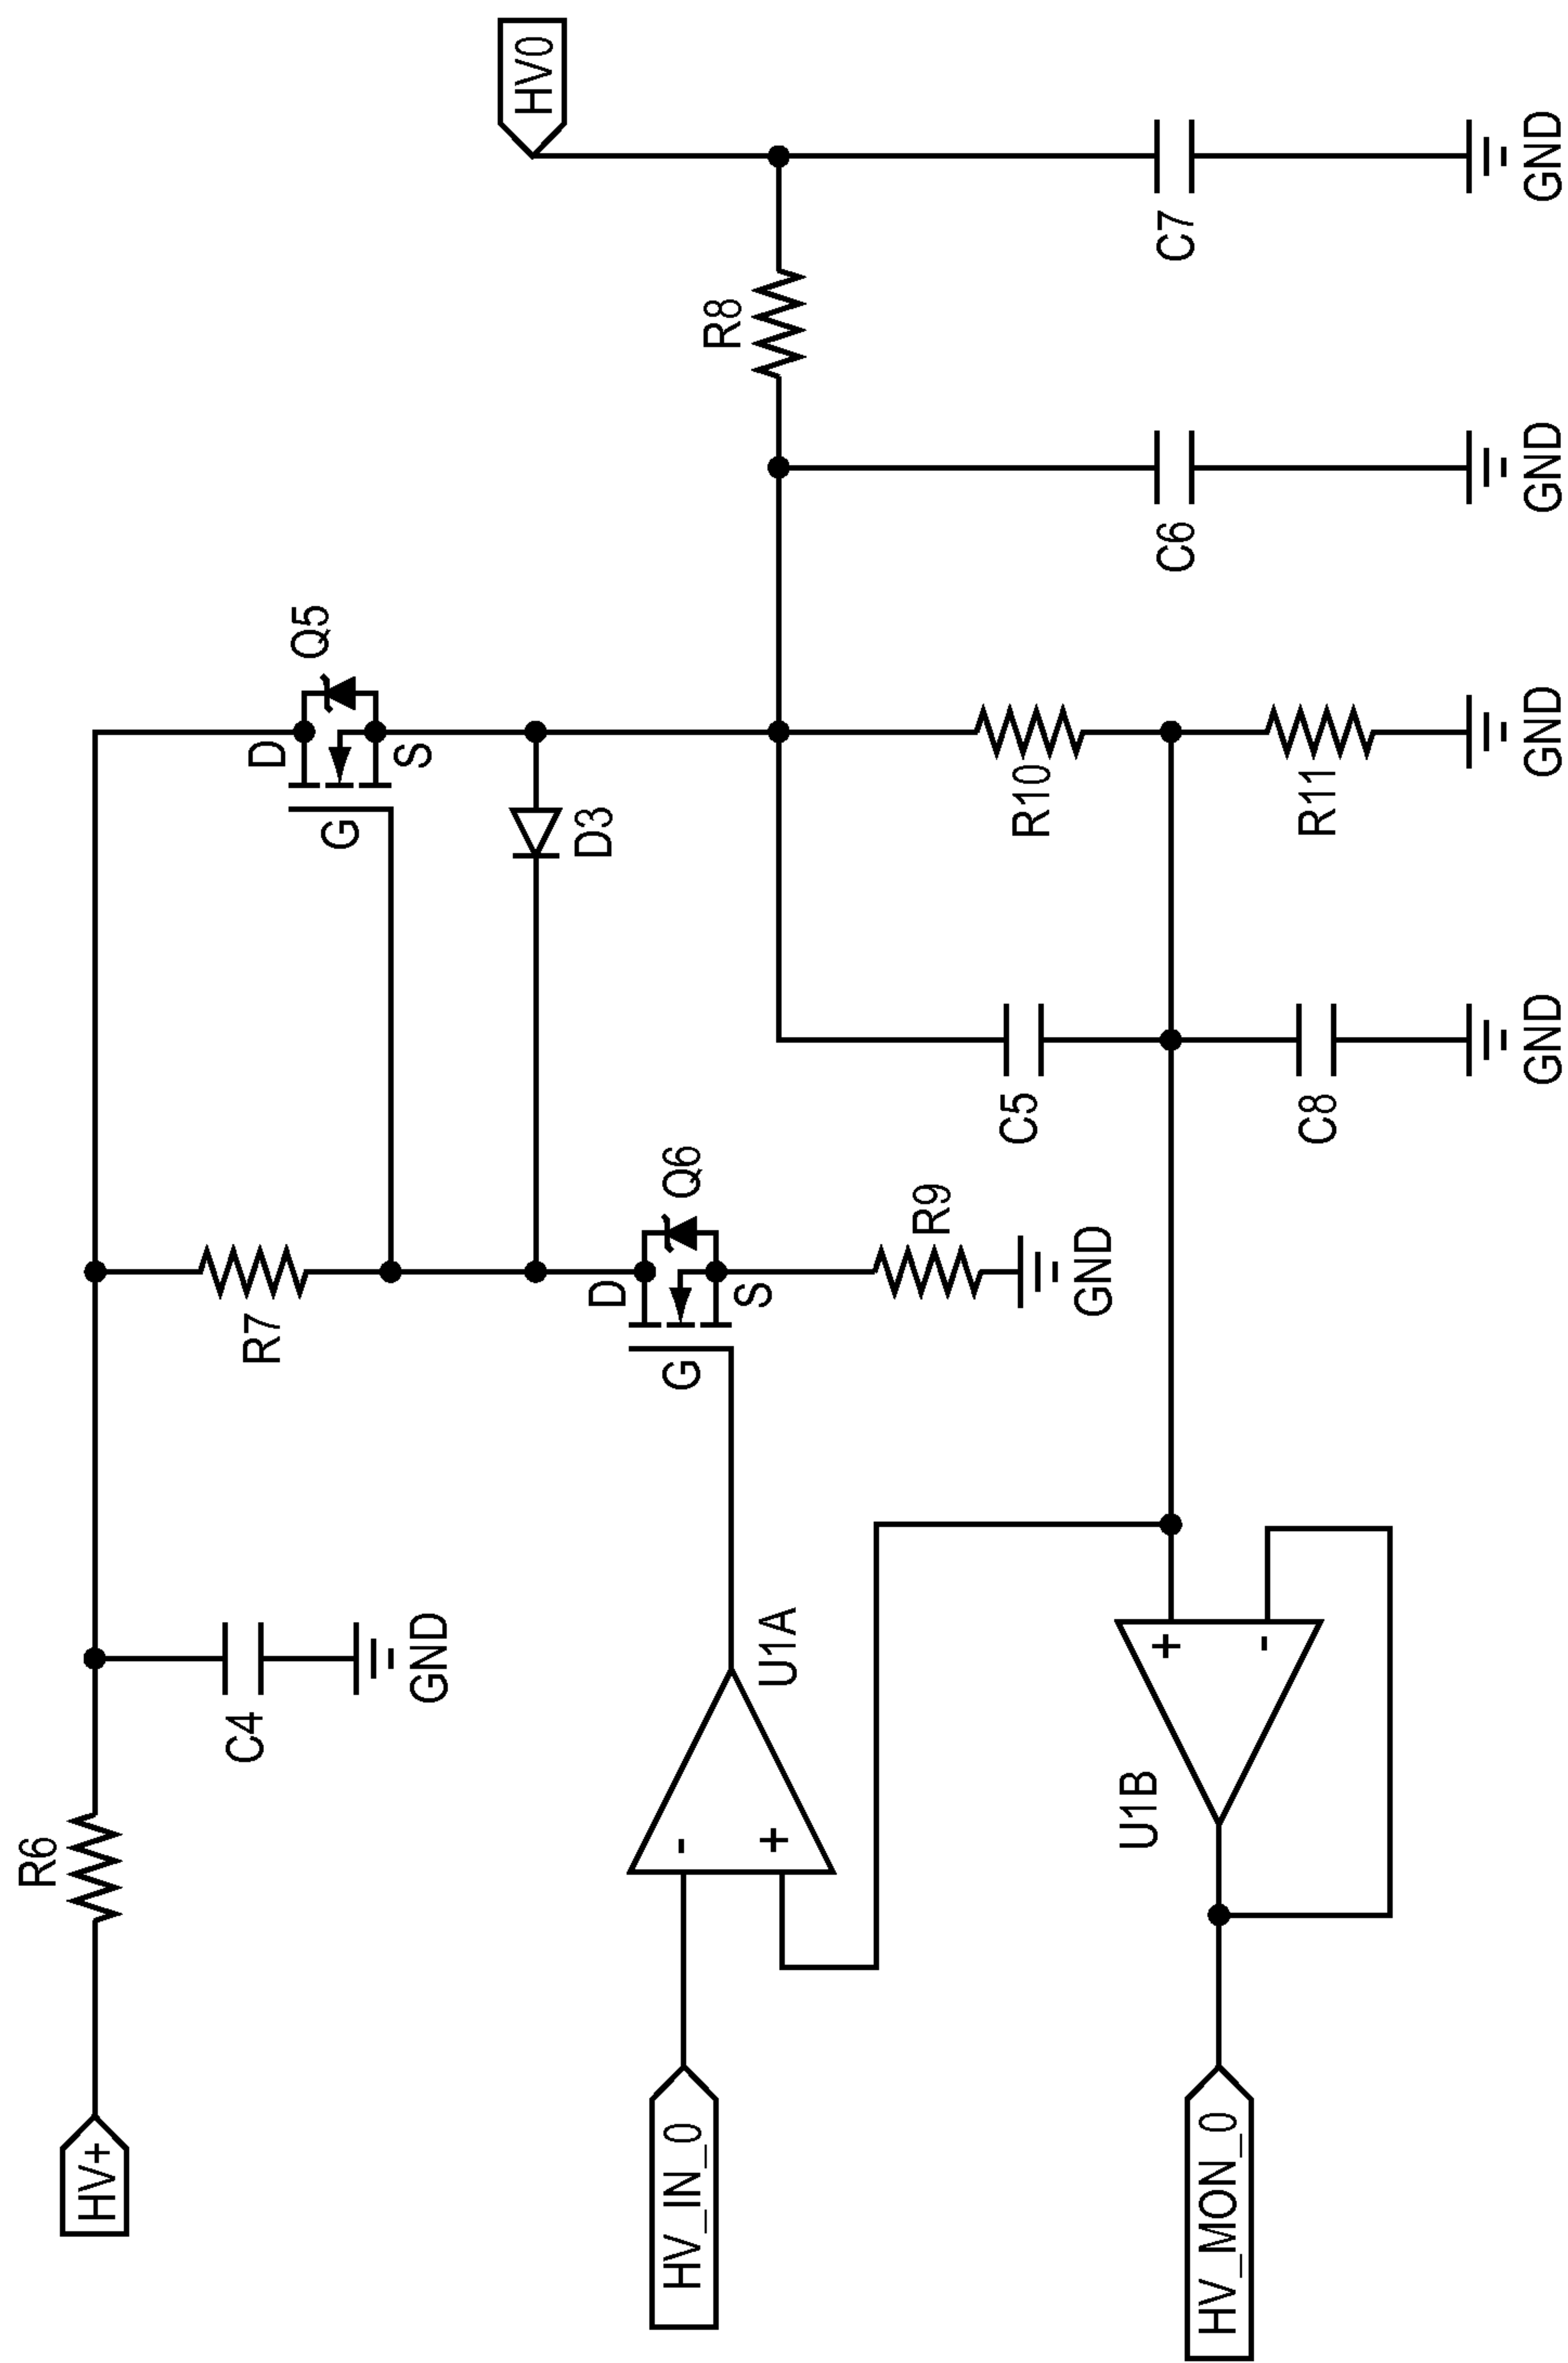 HV+
R6
C4
GND
R7
D
G
S
Q5
D3
HV0
HV_IN_0
-
+
U1A
D
G
S
Q6
R9
GND
R8
C5
C8
GND
R10
R11
GND
C6
GND
C7
GND
HV_MON_0
U1B
+
-